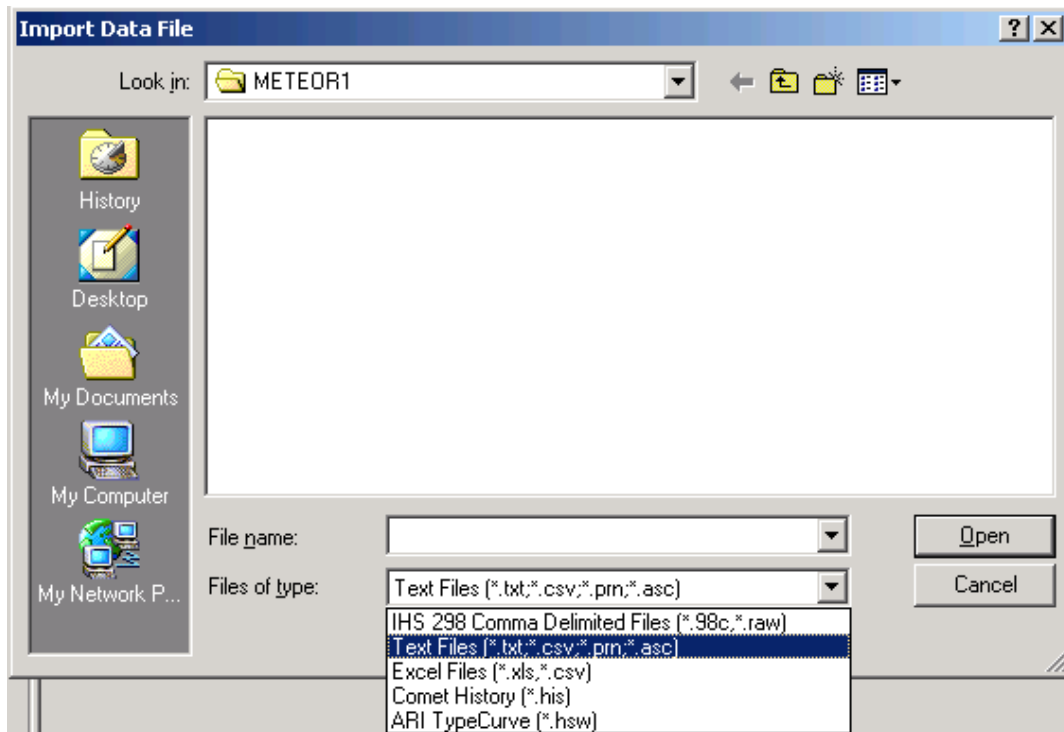 Import Data File
Look in: METEOR1
History
Desktop
My Documents
My Computer
My Network P...
File name:
Open
Files of type: Text Files (*.txt;*.csv;*.prn;*.asc)
Cancel
IHS 298 Comma Delimited Files (*.98c,*.raw)
Text Files (*.txt;*.csv;*.prn;*.asc)
Excel Files (*.xls,*.csv)
Comet History (*.his)
ARI TypeCurve (*.hsw)